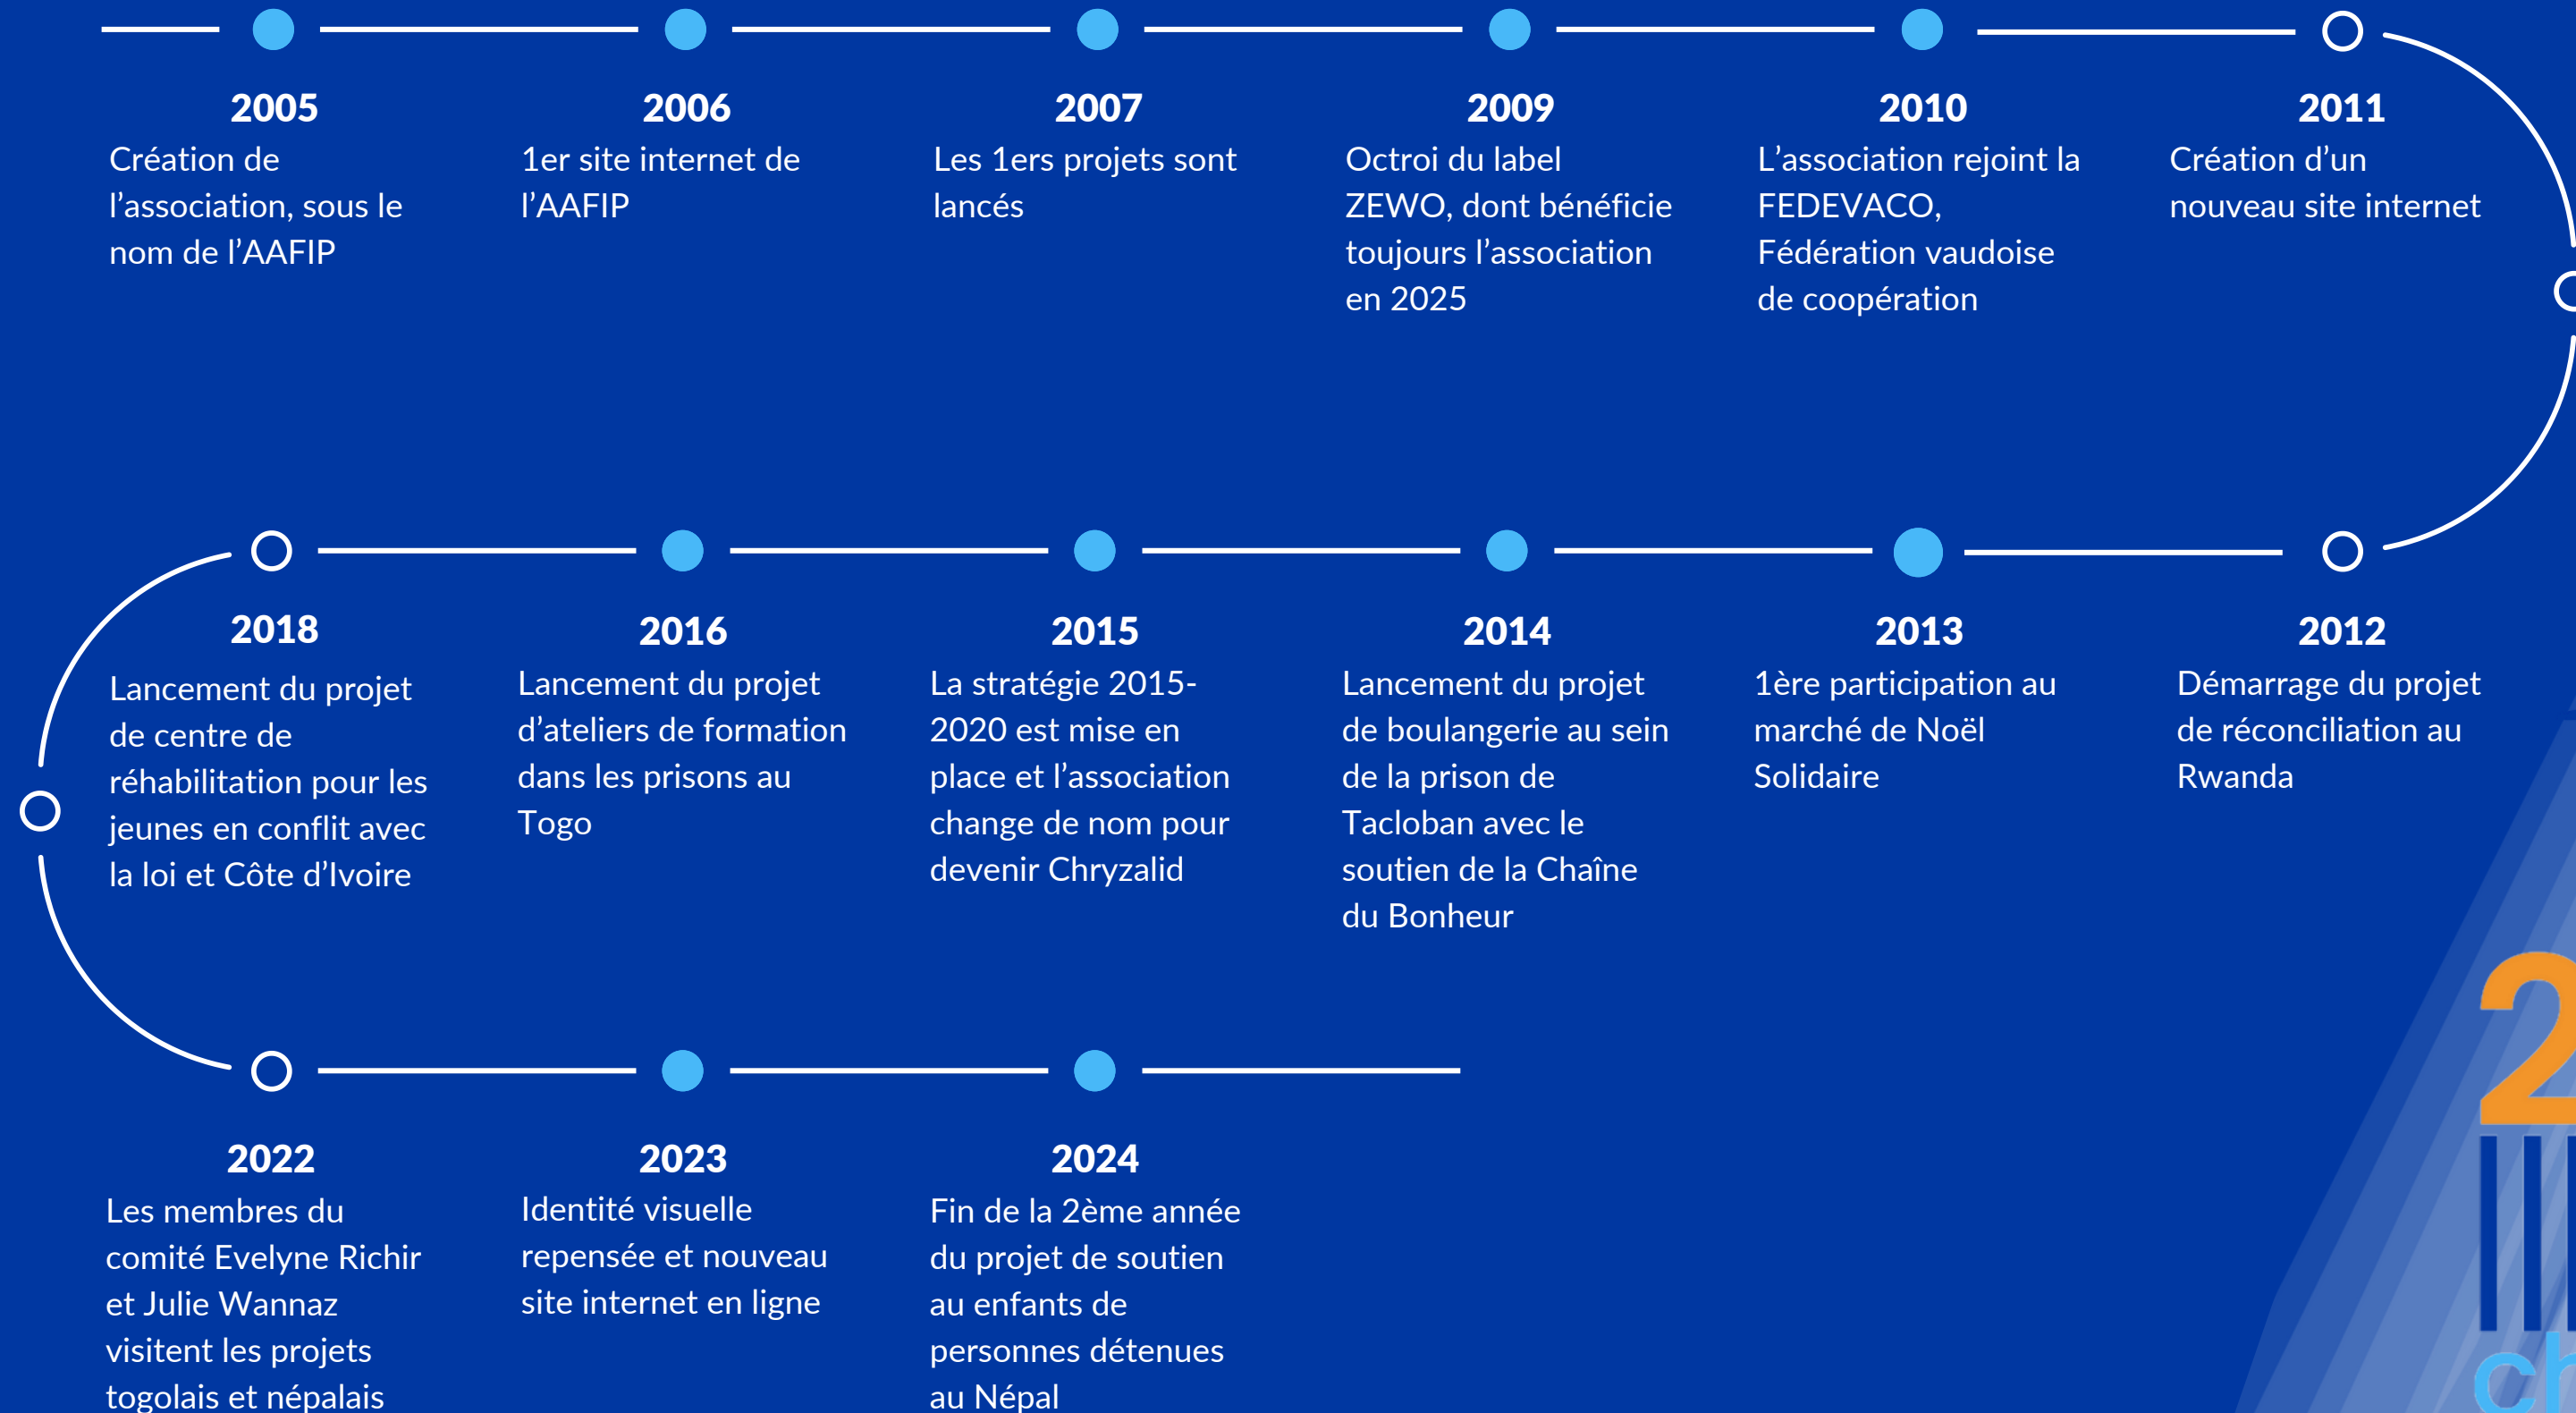 2005
Création de
l’association, sous le
nom de l’AAFIP
2006
1er site internet de
l’AAFIP
2007
Les 1ers projets sont
lancés
2009
Octroi du label
ZEWO, dont bénéficie
toujours l’association
en 2025
2010
L’association rejoint la
FEDEVACO,
Fédération vaudoise
de coopération
2011
Création d’un
nouveau site internet
2012
Démarrage du projet
de réconciliation au
Rwanda
2013
1ère participation au
marché de Noël
Solidaire
2014
Lancement du projet
de boulangerie au sein
de la prison de
Tacloban avec le
soutien de la Chaîne
du Bonheur
2015
La stratégie 2015-
2020 est mise en
place et l’association
change de nom pour
devenir Chryzalid
2016
Lancement du projet
d’ateliers de formation
dans les prisons au
Togo
2018
Lancement du projet
de centre de
réhabilitation pour les
jeunes en conflit avec
la loi et Côte d’Ivoire
2022
Les membres du
comité Evelyne Richir
et Julie Wannaz
visitent les projets
togolais et népalais
2023
Identité visuelle
repensée et nouveau
site internet en ligne
2024
Fin de la 2ème année
du projet de soutien
au enfants de
personnes détenues
au Népal
2
ch